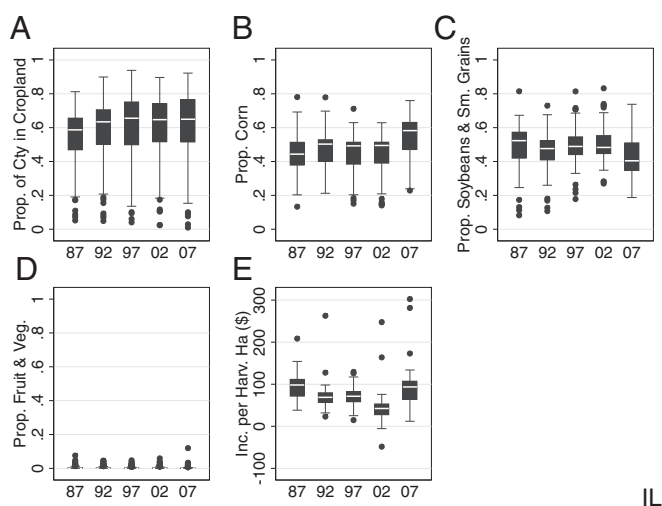 A
Prop. of Cty in Cropland
0 .2 .4 .6 .8 1
87 92 97 02 07
B
Prop. Corn
0 .2 .4 .6 .8 1
87 92 97 02 07
C
Prop. Soybeans & Sm. Grains
0 .2 .4 .6 .8 1
87 92 97 02 07
D
Prop. Fruit & Veg.
0 .2 .4 .6 .8 1
87 92 97 02 07
E
Inc. per Harv. Ha ($)
-100 0 100 200 300
87 92 97 02 07
IL